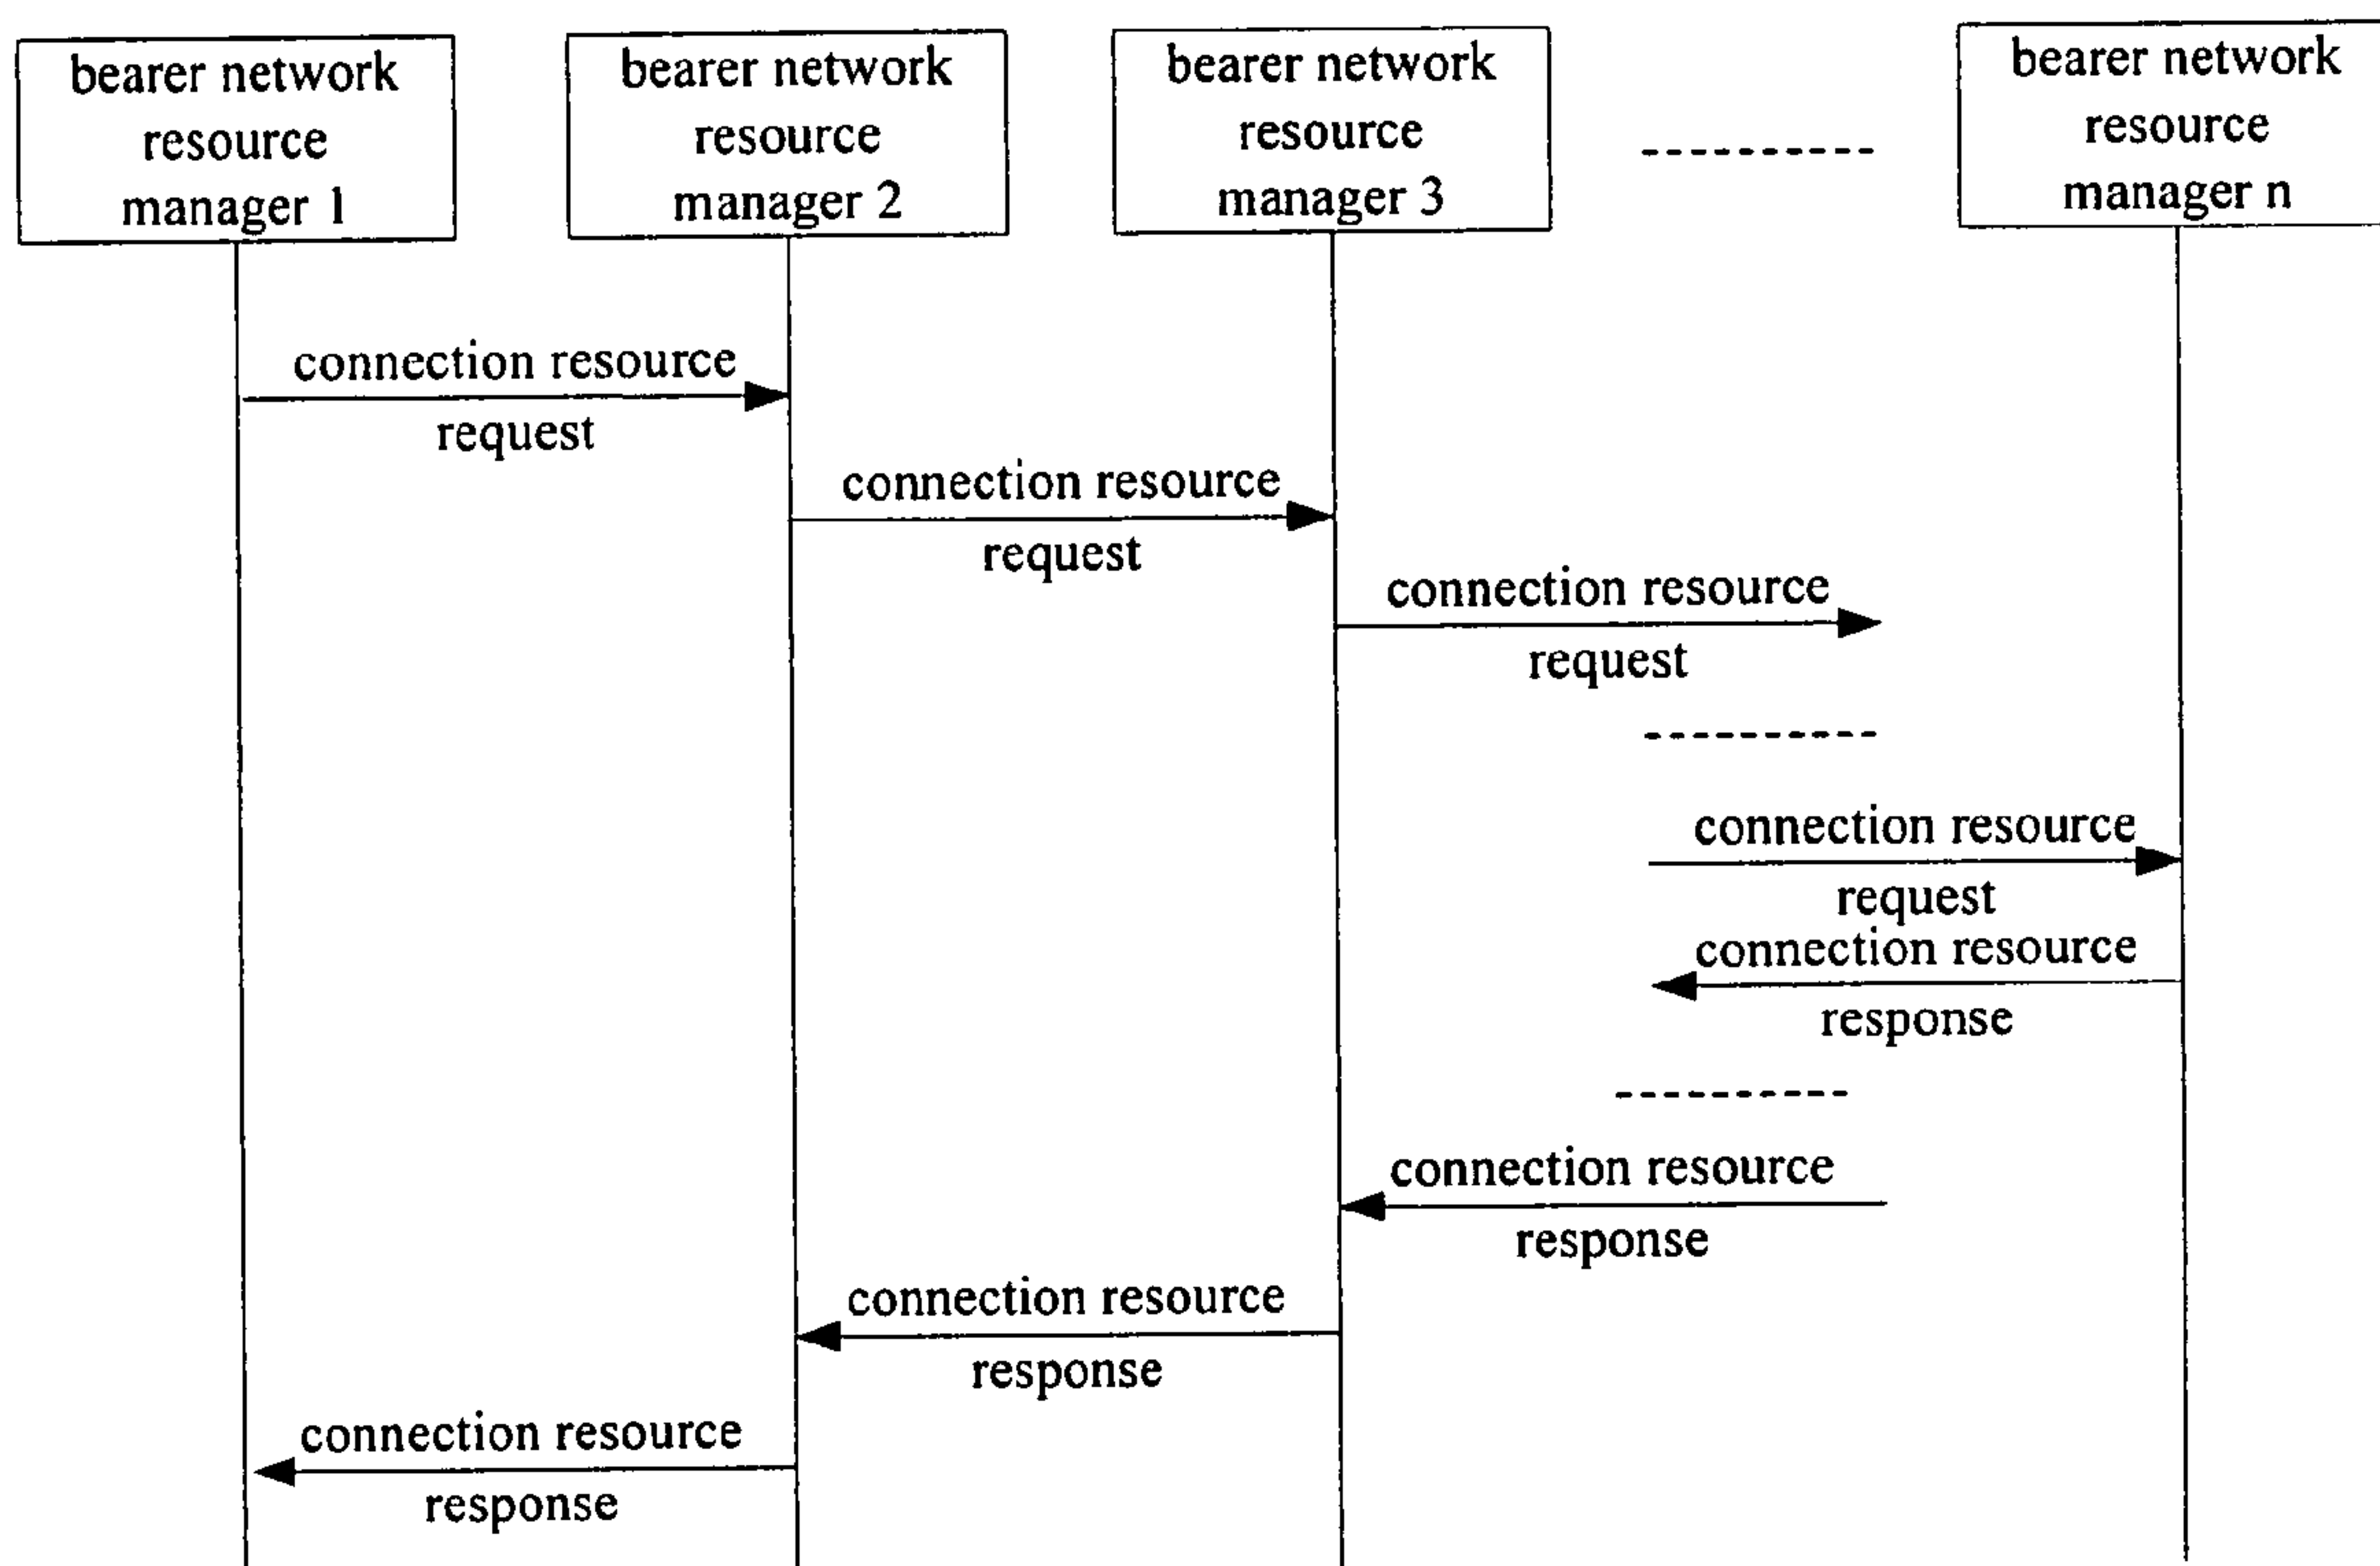 bearer network
resource
manager 1
bearer network
resource
manager 2
bearer network
resource
manager 3
bearer network
resource
manager n
connection resource
request
connection resource
request
connection resource
request
connection resource
request
connection resource
response
connection resource
response
connection resource
response
connection resource
response